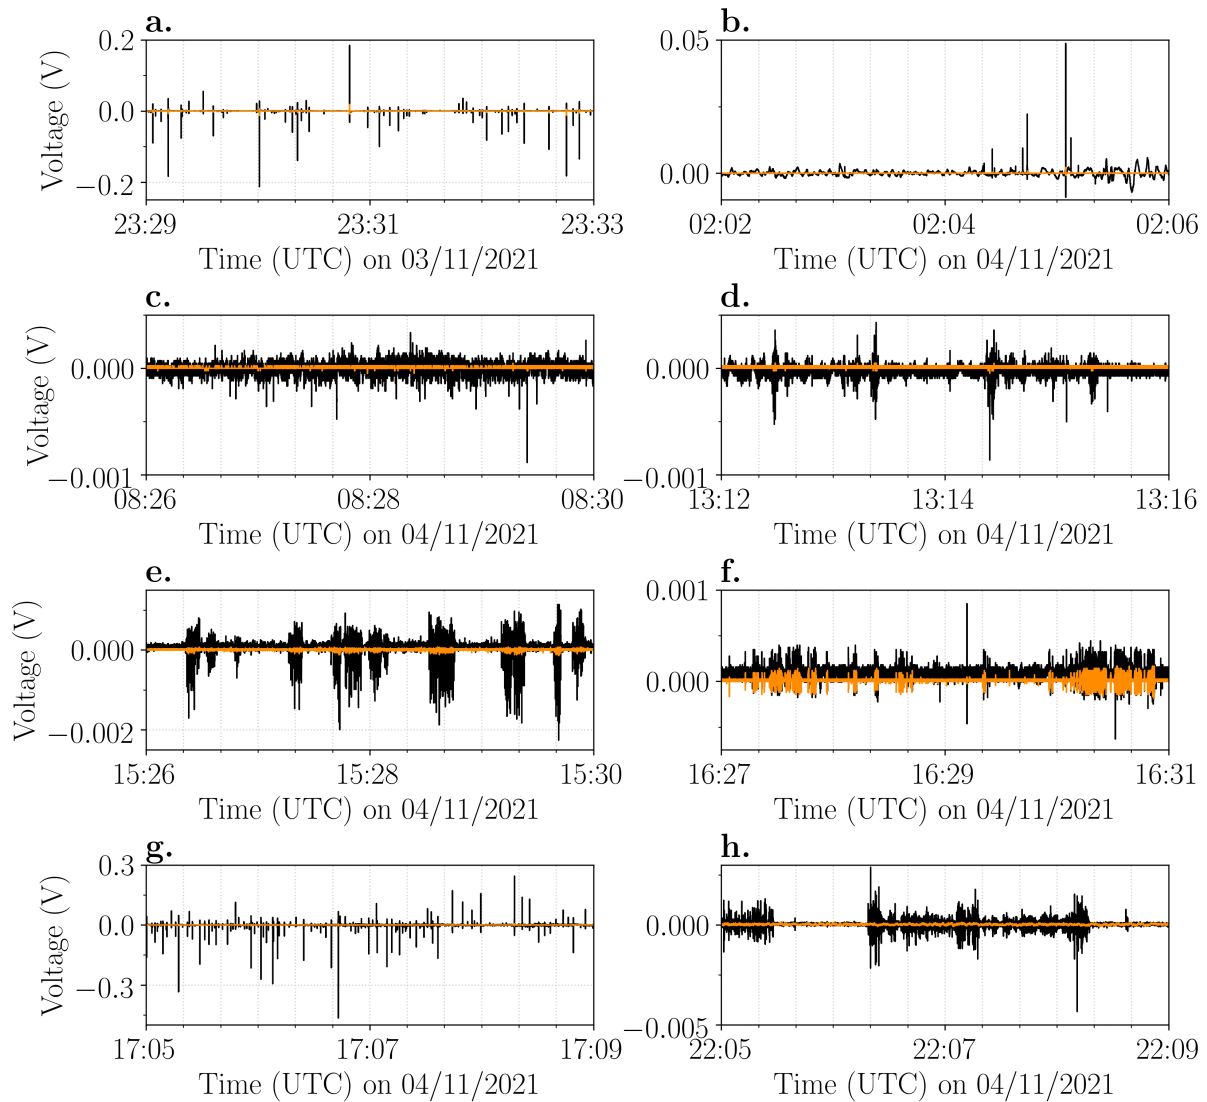 a.
b.
0.2
0.0
−0.2
Voltage (V)
23:29 23:31 23:33
Time (UTC) on 03/11/2021
0.05
0.00
02:02 02:04 02:06
Time (UTC) on 04/11/2021
c.
d.
0.000
−0.001
Voltage (V)
08:26 08:28 08:30
Time (UTC) on 04/11/2021
0.000
−0.001
13:12 13:14 13:16
Time (UTC) on 04/11/2021
e.
f.
0.000
−0.002
Voltage (V)
15:26 15:28 15:30
Time (UTC) on 04/11/2021
0.001
0.000
16:27 16:29 16:31
Time (UTC) on 04/11/2021
g.
h.
0.3
0.0
−0.3
Voltage (V)
17:05 17:07 17:09
Time (UTC) on 04/11/2021
0.000
−0.005
22:05 22:07 22:09
Time (UTC) on 04/11/2021